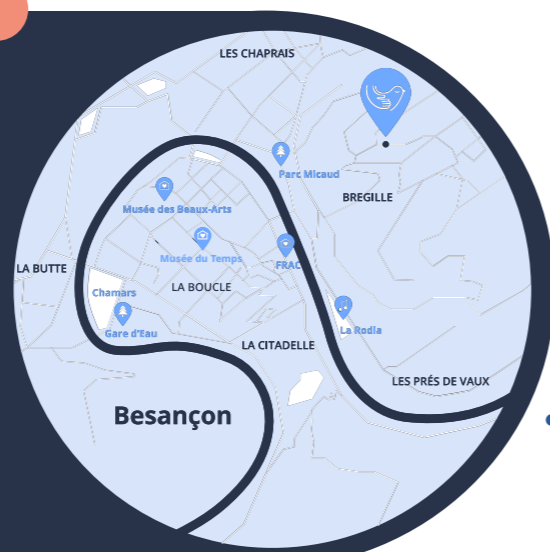 LES CHAPRAIS
Parc Micaud
BREGILLE
Musée des Beaux-Arts
Musée du Temps
FRAC
LA BUTTE
Chamars
LA BOUCLE
Gare d'Eau
La Rodia
LA CITADELLE
LES PRÉS DE VAUX
Besançon